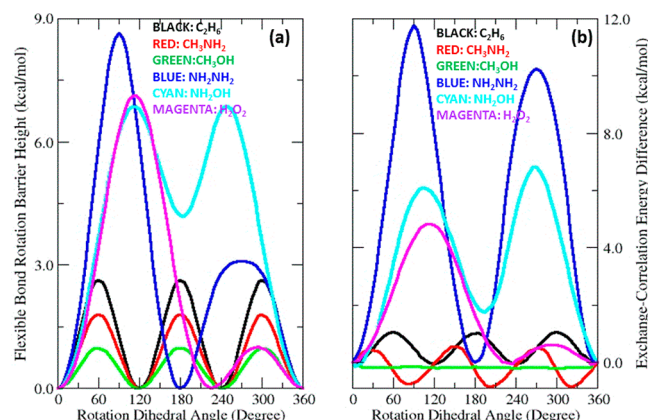 9.0
6.0
3.0
0.0
Flexible Bond Rotation Barrier Height (kcal/mol)
BLACK: C₂H₆
RED: CH₃NH₂
GREEN:CH₃OH
BLUE: NH₂NH₂
CYAN: NH₂OH
MAGENTA: H₂O₂
(a)
0 60 120 180 240 300 360
Rotation Dihedral Angle (Degree)
BLACK: C₂H₆
RED: CH₃NH₂
GREEN:CH₃OH
BLUE: NH₂NH₂
CYAN: NH₂OH
MAGENTA: H₂O₂
(b)
0 60 120 180 240 300 360
Rotation Dihedral Angle (Degree)
12.0
8.0
4.0
0.0
Exchange-Correlation Energy Difference (kcal/mol)